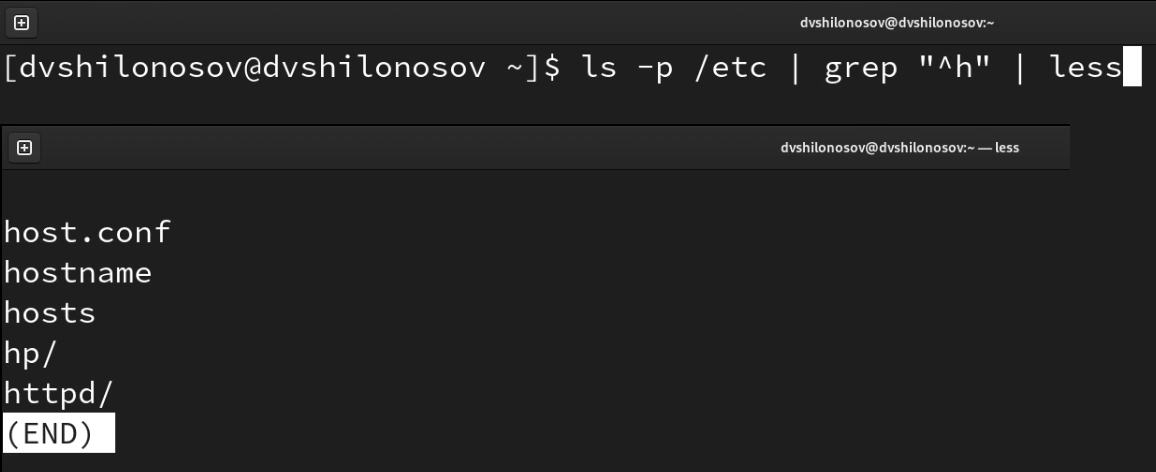 dvshilonosov@dvshilonosov:~
[dvshilonosov@dvshilonosov ~]$ ls -p /etc | grep "^h" | less
dvshilonosov@dvshilonosov:~ — less
host.conf
hostname
hosts
hp/
httpd/
(END)